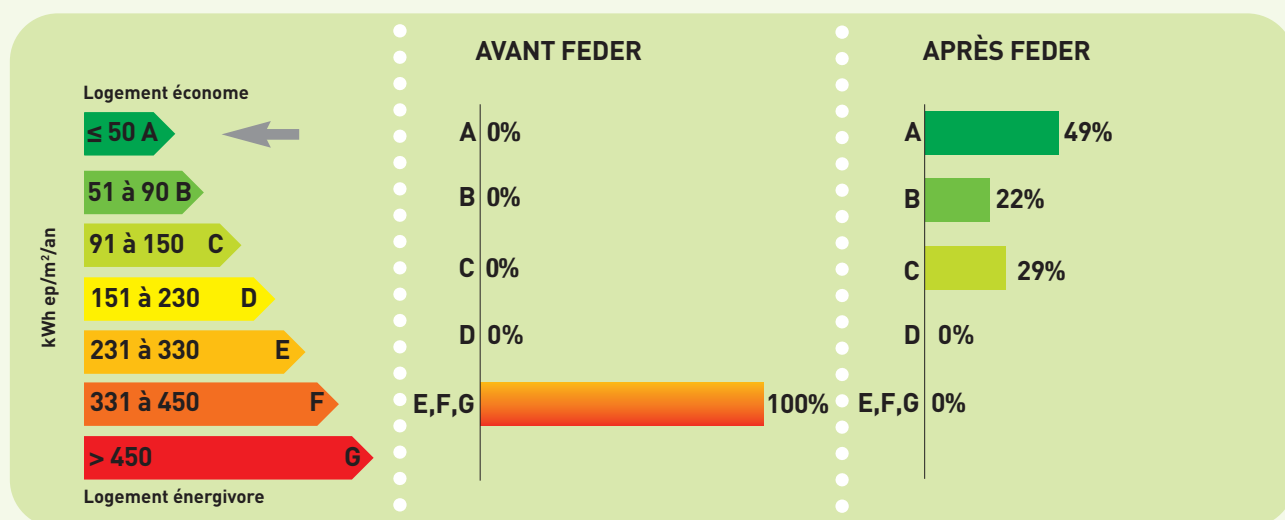 Logement économe
≤ 50 A
51 à 90 B
91 à 150 C
151 à 230 D
231 à 330 E
331 à 450 F
> 450 G
Logement énergivore
kWh ep/m²/an
AVANT FEDER
A 0%
B 0%
C 0%
D 0%
E,F,G 100%
APRÈS FEDER
A 49%
B 22%
C 29%
D 0%
E,F,G 0%